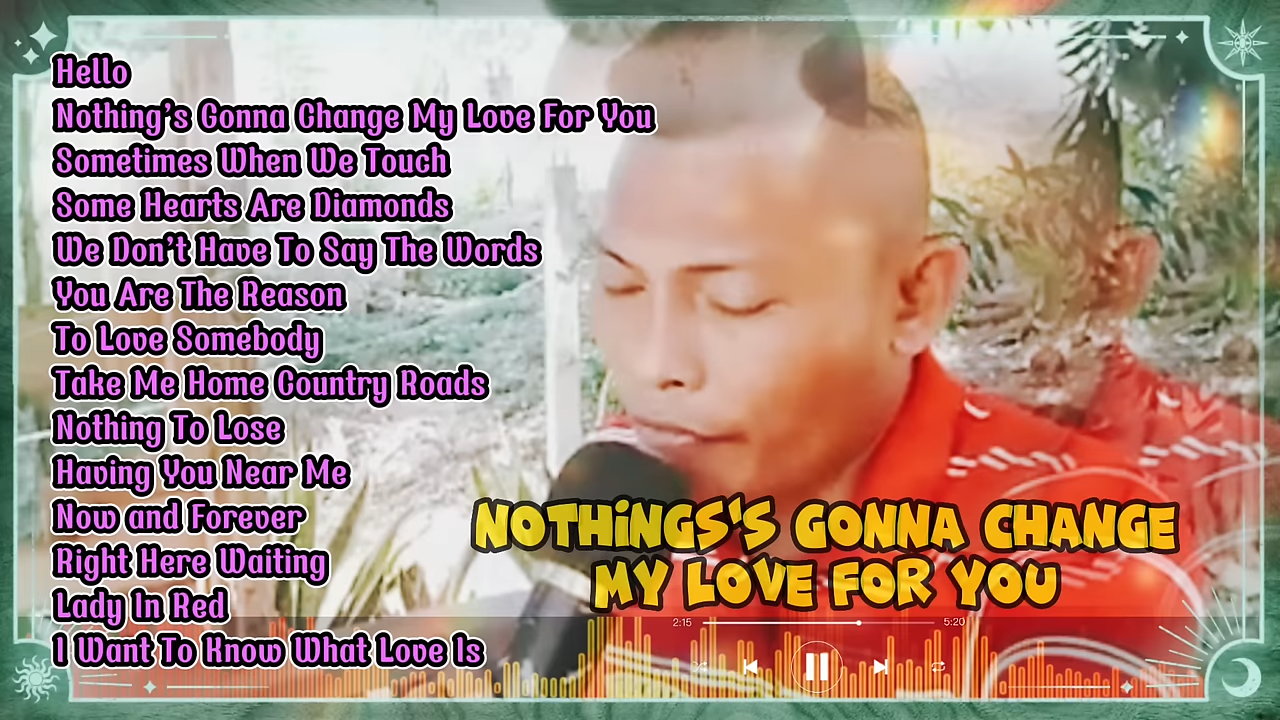 Hello
Nothing's Gonna Change My Love For You
Sometimes When We Touch
Some Hearts Are Diamonds
We Don't Have To Say The Words
You Are The Reason
To Love Somebody
Take Me Home Country Roads
Nothing To Lose
Having You Near Me
Now and Forever
Right Here Waiting
Lady In Red
I Want To Know What Love Is
NOTHINGS'S GONNA CHANGE
MY LOVE FOR YOU
2:15 5:20